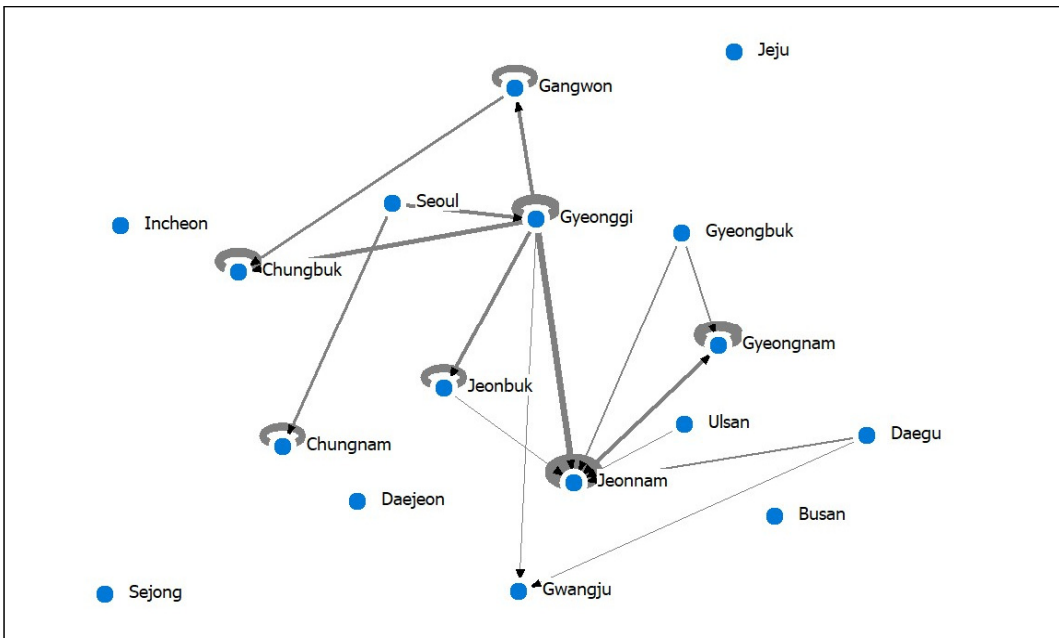 Jeju
Gangwon
Seoul
Gyeonggi
Incheon
Gyeongbuk
Chungbuk
Gyeongnam
Jeonbuk
Ulsan
Daegu
Chungnam
Jeonnam
Daejeon
Busan
Gwangju
Sejong